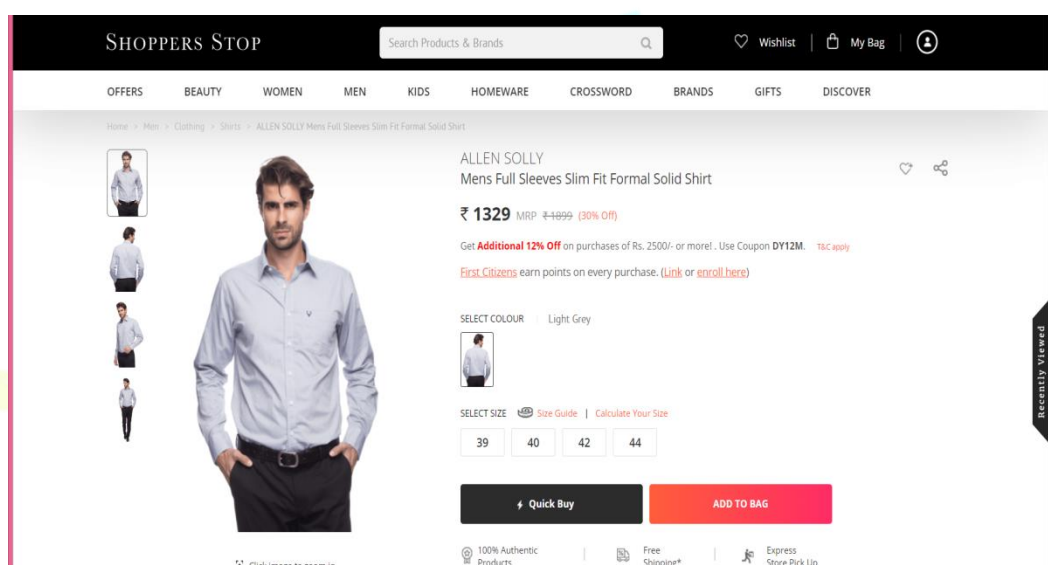 SHOPPERS STOP
Search Products & Brands
Wishlist
My Bag
OFFERS BEAUTY WOMEN MEN KIDS HOMEWARE CROSSWORD BRANDS GIFTS DISCOVER
Home > Men > Clothing > Shirts > ALLEN SOLLY Mens Full Sleeves Slim Fit Formal Solid Shirt
ALLEN SOLLY
Mens Full Sleeves Slim Fit Formal Solid Shirt
₹ 1329 MRP ₹ 1899 (30% Off)
Get Additional 12% Off on purchases of Rs. 2500/- or more! . Use Coupon DY12M. T&C apply
First Citizens earn points on every purchase. (Link or enroll here)
SELECT COLOUR Light Grey
SELECT SIZE Size Guide | Calculate Your Size
39 40 42 44
Quick Buy
ADD TO BAG
100% Authentic
Products
Free
Shipping*
Express
Store Pick Up
Click image to zoom in
Recently Viewed